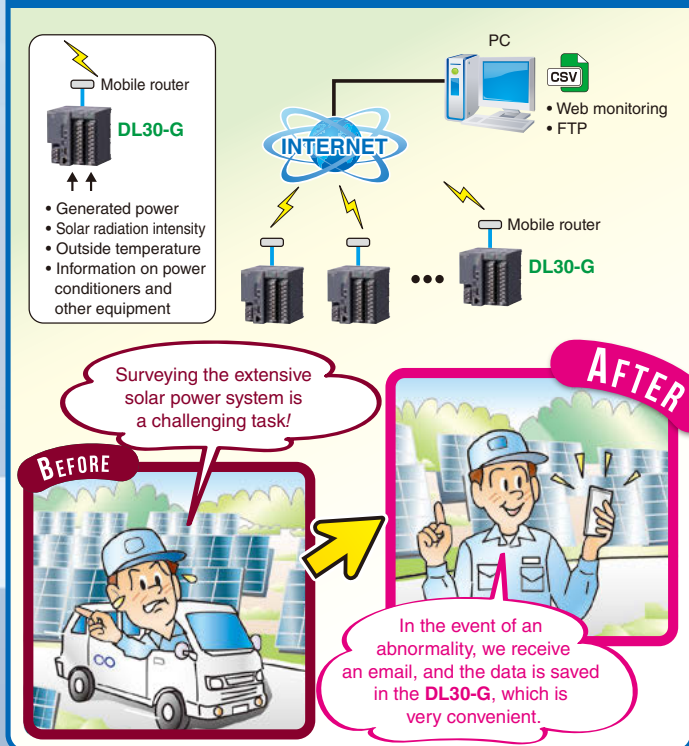 Mobile router
DL30-G
• Generated power
• Solar radiation intensity
• Outside temperature
• Information on power
conditioners and
other equipment
PC
CSV
• Web monitoring
• FTP
INTERNET
Mobile router
DL30-G
Surveying the extensive
solar power system is
a challenging task!
BEFORE
AFTER
In the event of an
abnormality, we receive
an email, and the data is saved
in the DL30-G, which is
very convenient.